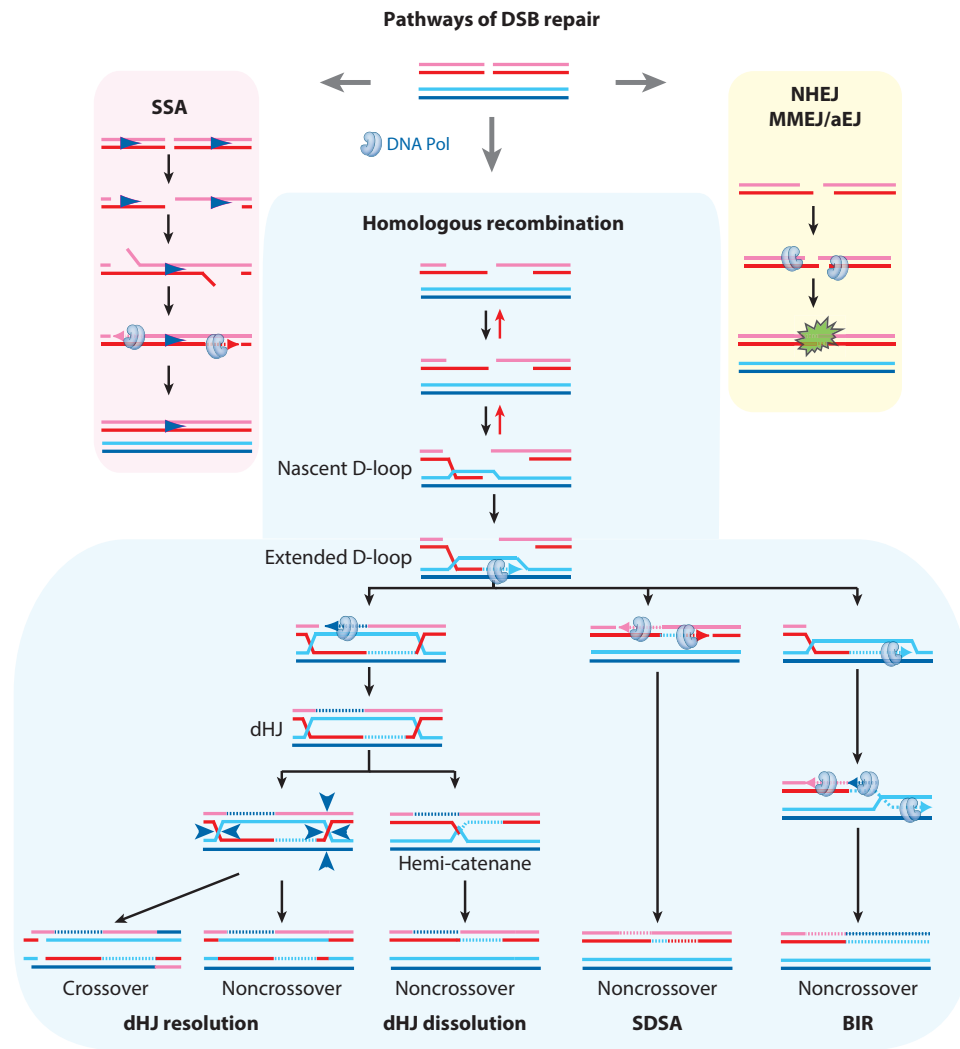 Pathways of DSB repair
SSA
NHEJ
MMEJ/aEJ
DNA Pol
Homologous recombination
Nascent D-loop
Extended D-loop
dHJ
Hemi-catenane
Crossover
Noncrossover
Noncrossover
Noncrossover
Noncrossover
dHJ resolution
dHJ dissolution
SDSA
BIR